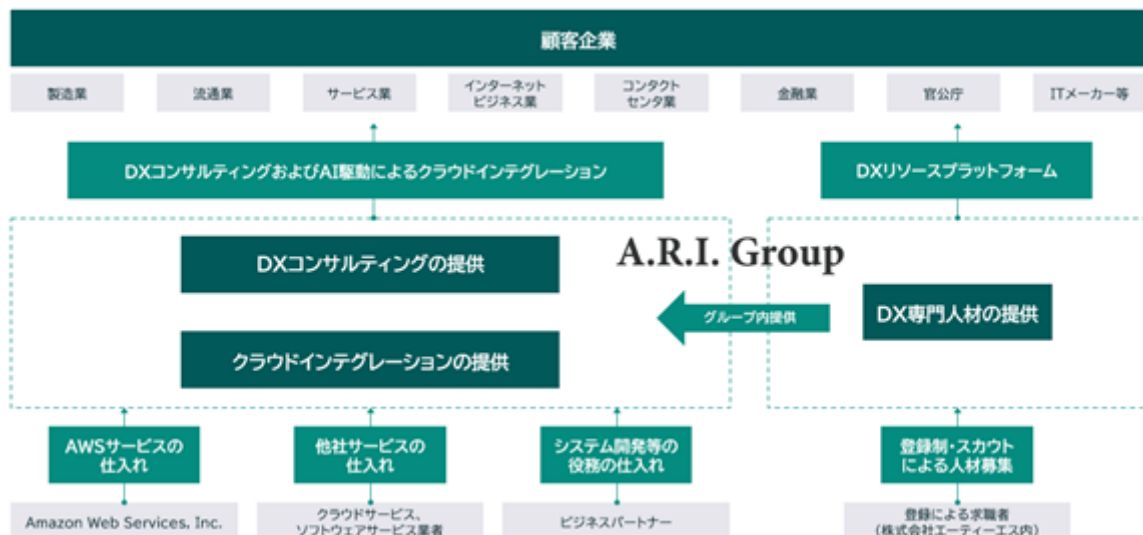 顧客企業
製造業
流通業
サービス業
インターネット
ビジネス業
コンタクト
センタ業
金融業
官公庁
ITメーカー等
DXコンサルティングおよびAI駆動によるクラウドインテグレーション
DXリソースプラットフォーム
A.R.I. Group
DXコンサルティングの提供
クラウドインテグレーションの提供
グループ内提供
DX専門人材の提供
AWSサービスの
仕入れ
他社サービスの
仕入れ
システム開発等の
役務の仕入れ
登録制・スカウト
による人材募集
Amazon Web Services, Inc.
クラウドサービス、
ソフトウェアサービス業者
ビジネスパートナー
登録による求職者
(株式会社エーティーエス内)